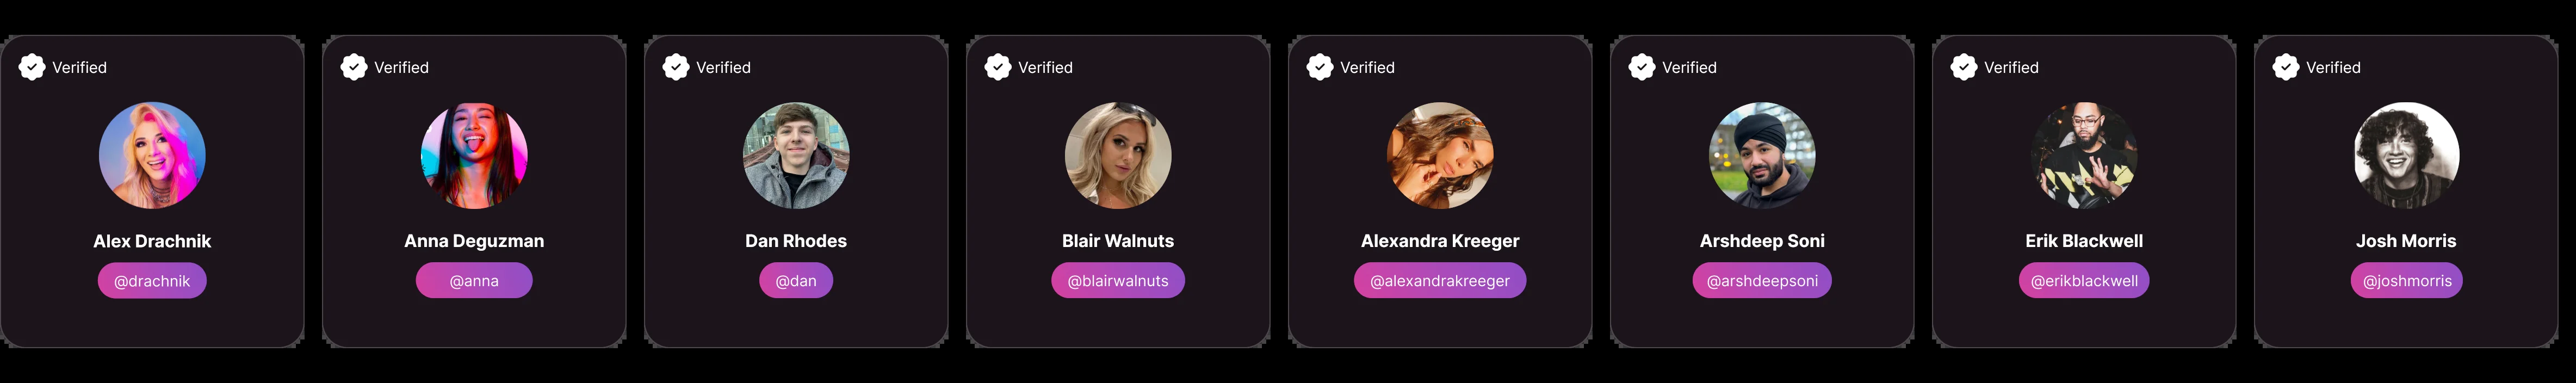 Verified
Alex Drachnik
@drachnik
Verified
Anna Deguzman
@anna
Verified
Dan Rhodes
@dan
Verified
Blair Walnuts
@blairwalnuts
Verified
Alexandra Kreeger
@alexandrakreeger
Verified
Arshdeep Soni
@arshdeepsoni
Verified
Erik Blackwell
@erikblackwell
Verified
Josh Morris
@joshmorris